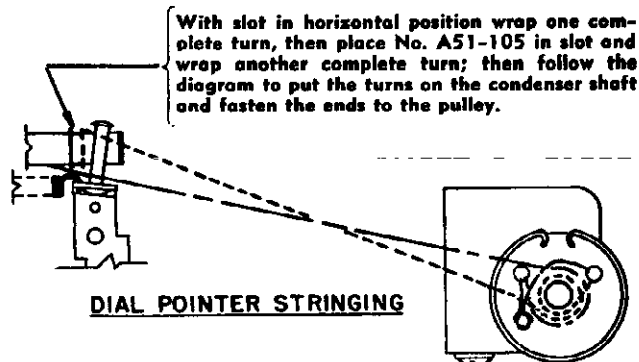 With slot in horizontal position wrap one com-
plete turn, then place No. A51-105 in slot and
wrap another complete turn; then follow the
diagram to put the turns on the condenser shaft
and fasten the ends to the pulley.
DIAL POINTER STRINGING